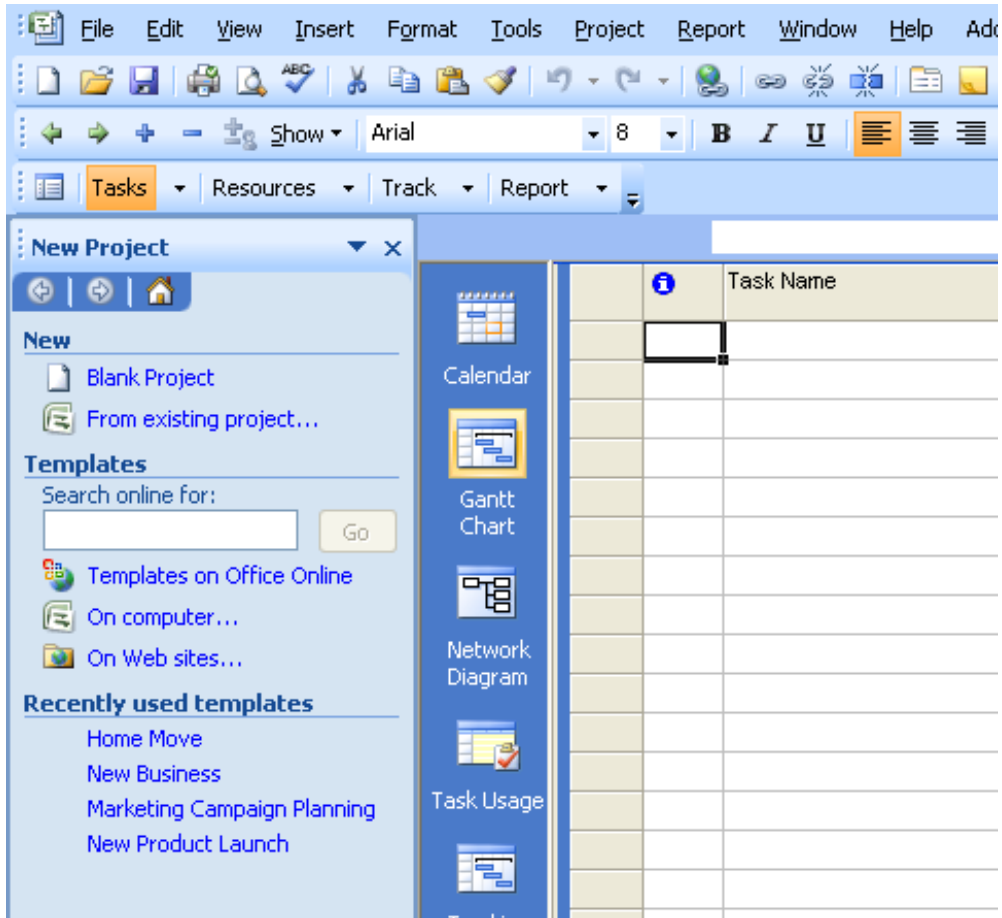 File Edit View Insert Format Tools Project Report Window Help
ABC
Show Arial 8 B I U
Tasks Resources Track Report
New Project
New
Blank Project
From existing project...
Templates
Search online for:
Go
Templates on Office Online
On computer...
On Web sites...
Recently used templates
Home Move
New Business
Marketing Campaign Planning
New Product Launch
Calendar
Gantt
Chart
Network
Diagram
Task Usage
Task Name